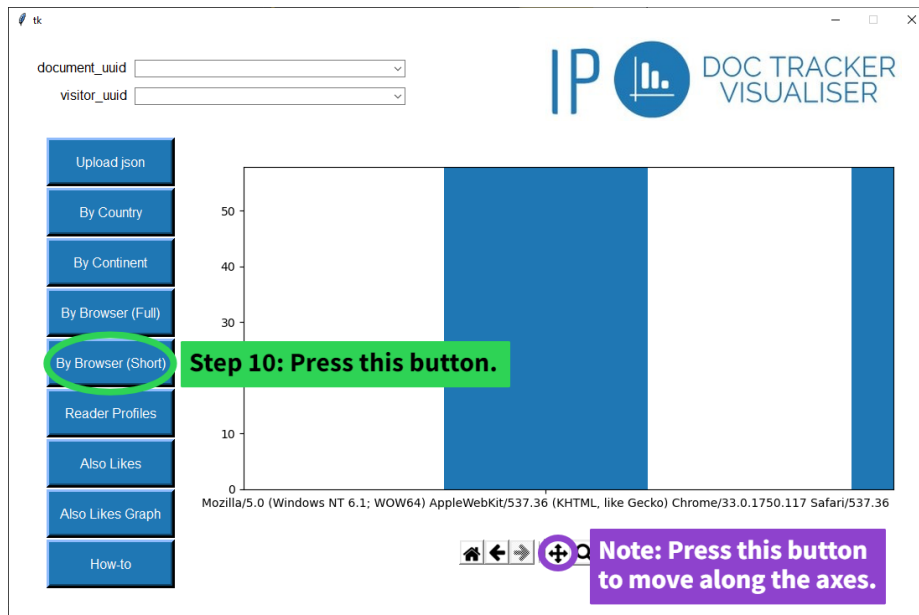 tk
document_uuid
visitor_uuid
IP DOC TRACKER
VISUALISER
Upload json
By Country
By Continent
By Browser (Full)
By Browser (Short)
Reader Profiles
Also Likes
Also Likes Graph
How-to
50
40
30
10
0
Step 10: Press this button.
Mozilla/5.0 (Windows NT 6.1; WOW64) AppleWebKit/537.36 (KHTML, like Gecko) Chrome/33.0.1750.117 Safari/537.36
Note: Press this button
to move along the axes.